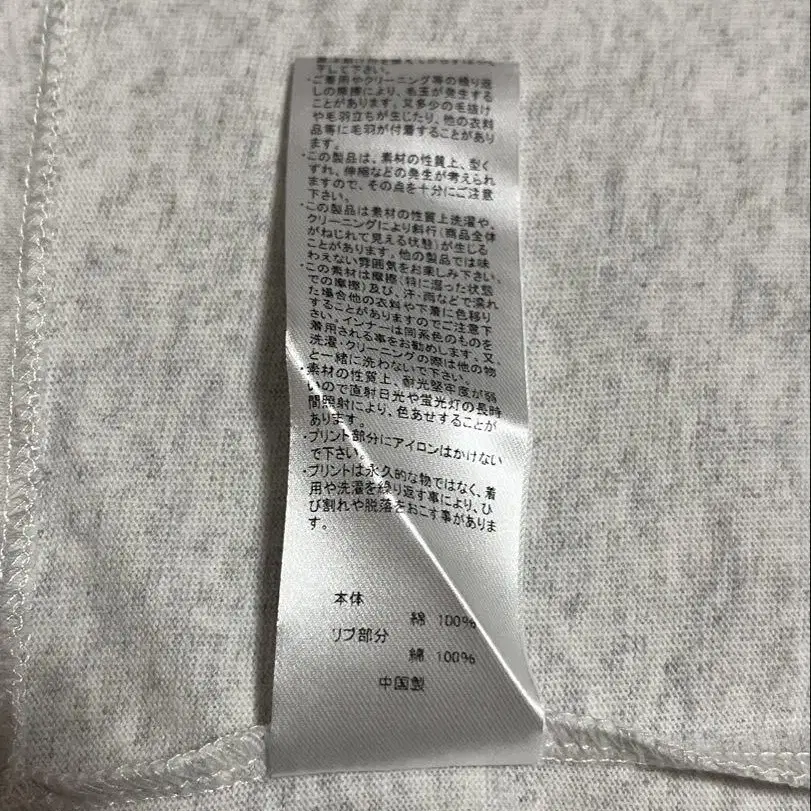 干して下さい。
・ご着用やクリーニング等の繰り返
しの摩擦により、毛玉が発生する
ことがあります。又多少の毛抜け
や毛羽立ちが生じたり、他の衣料
品等に毛羽が付着することがあり
ます。
・この製品は、素材の性質上、型く
ずれ、伸縮などの発生が考えられ
ますので、その点を十分にご注意
下さい。
・この製品は素材の性質上洗濯や、
クリーニングにより斜行(商品全体
がねじれて見える状態)が生じる
ことがあります。他の製品では味
わえない雰囲気をお楽しみ下さい。
・この素材は摩擦(特に湿った状態
での摩擦)及び、汗・雨などで濡れ
た場合他の衣料や下着に色移り
することがありますのでご注意下
さい。インナーは同系色のものを
着用される事をお勧めします。又、
洗濯・クリーニングの際は他の物
と一緒に洗わないで下さい。
・素材の性質上、耐光堅牢度が弱
いので直射日光や蛍光灯の長時
間照射により、色あせすることが
あります。
・プリント部分にアイロンはかけない
で下さい。
・プリントは永久的な物ではなく、着
用や洗濯を繰り返す事により、ひ
び割れや脱落をおこす事がありま
す。
本体
綿 100%
リブ部分
綿 100%
中国製